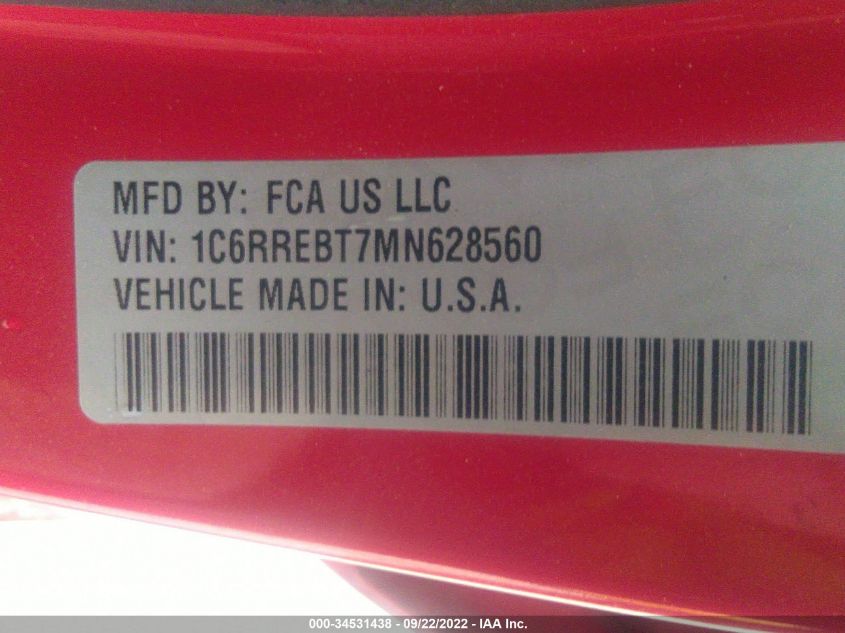 MFD BY: FCA US LLC
VIN: 1C6RREBT7MN628560
VEHICLE MADE IN: U.S.A.
000-34531438 - 09/22/2022 - IAA Inc.